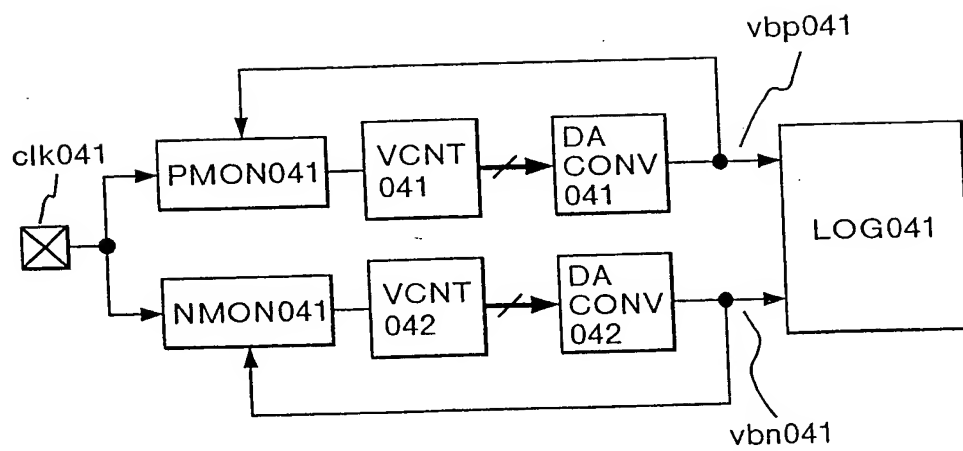 vbp041
clk041
PMON041
VCNT
041
DA
CONV
041
LOG041
NMON041
VCNT
042
DA
CONV
042
vbn041